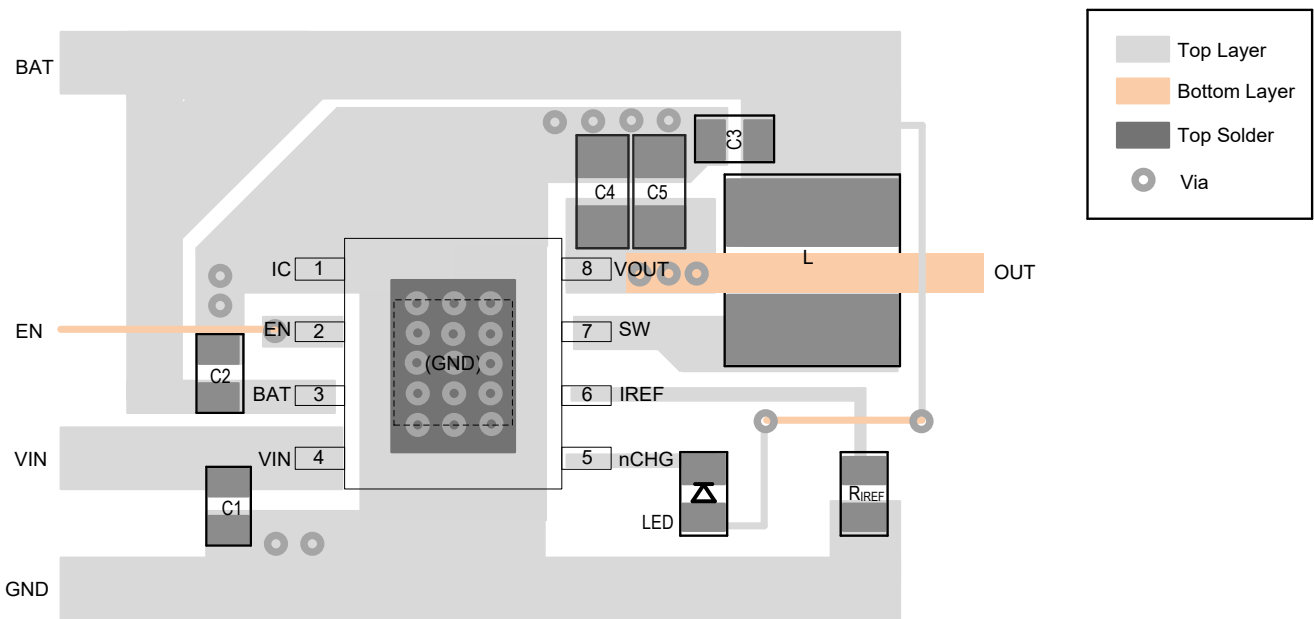 BAT
Top Layer
Bottom Layer
Top Solder
Via
C3
C4
C5
L
IC 1
8 VOUT
OUT
EN
EN 2
7 SW
(GND)
C2
BAT 3
6 IREF
VIN
VIN 4
5 nCHG
C1
LED
RIREF
GND